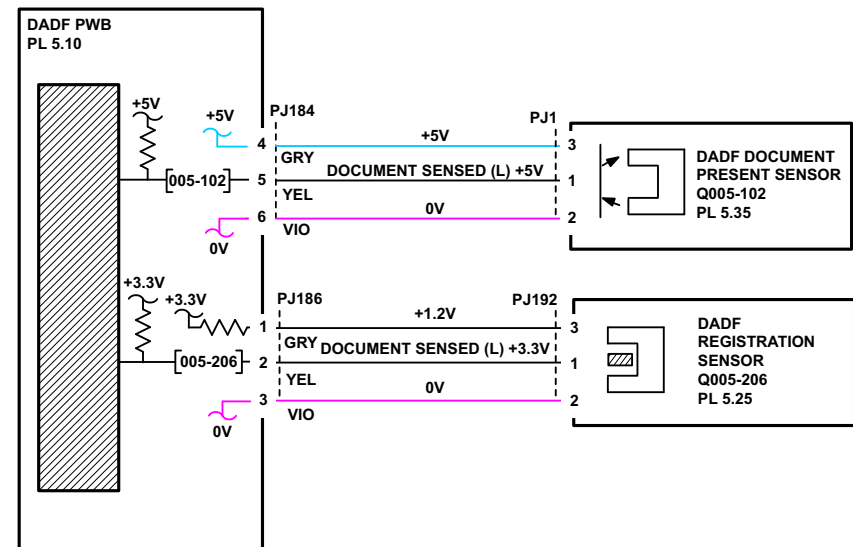 DADF PWB
PL 5.10
+5V
+5V
PJ184
+5V
PJ1
4
3
GRY
DOCUMENT SENSED (L) +5V
[005-102]
5
1
YEL
0V
6
2
VIO
0V
DADF DOCUMENT
PRESENT SENSOR
Q005-102
PL 5.35
+3.3V
+3.3V
PJ186
+1.2V
PJ192
1
3
GRY
DOCUMENT SENSED (L) +3.3V
[005-206]
2
1
YEL
0V
3
2
VIO
0V
DADF
REGISTRATION
SENSOR
Q005-206
PL 5.25